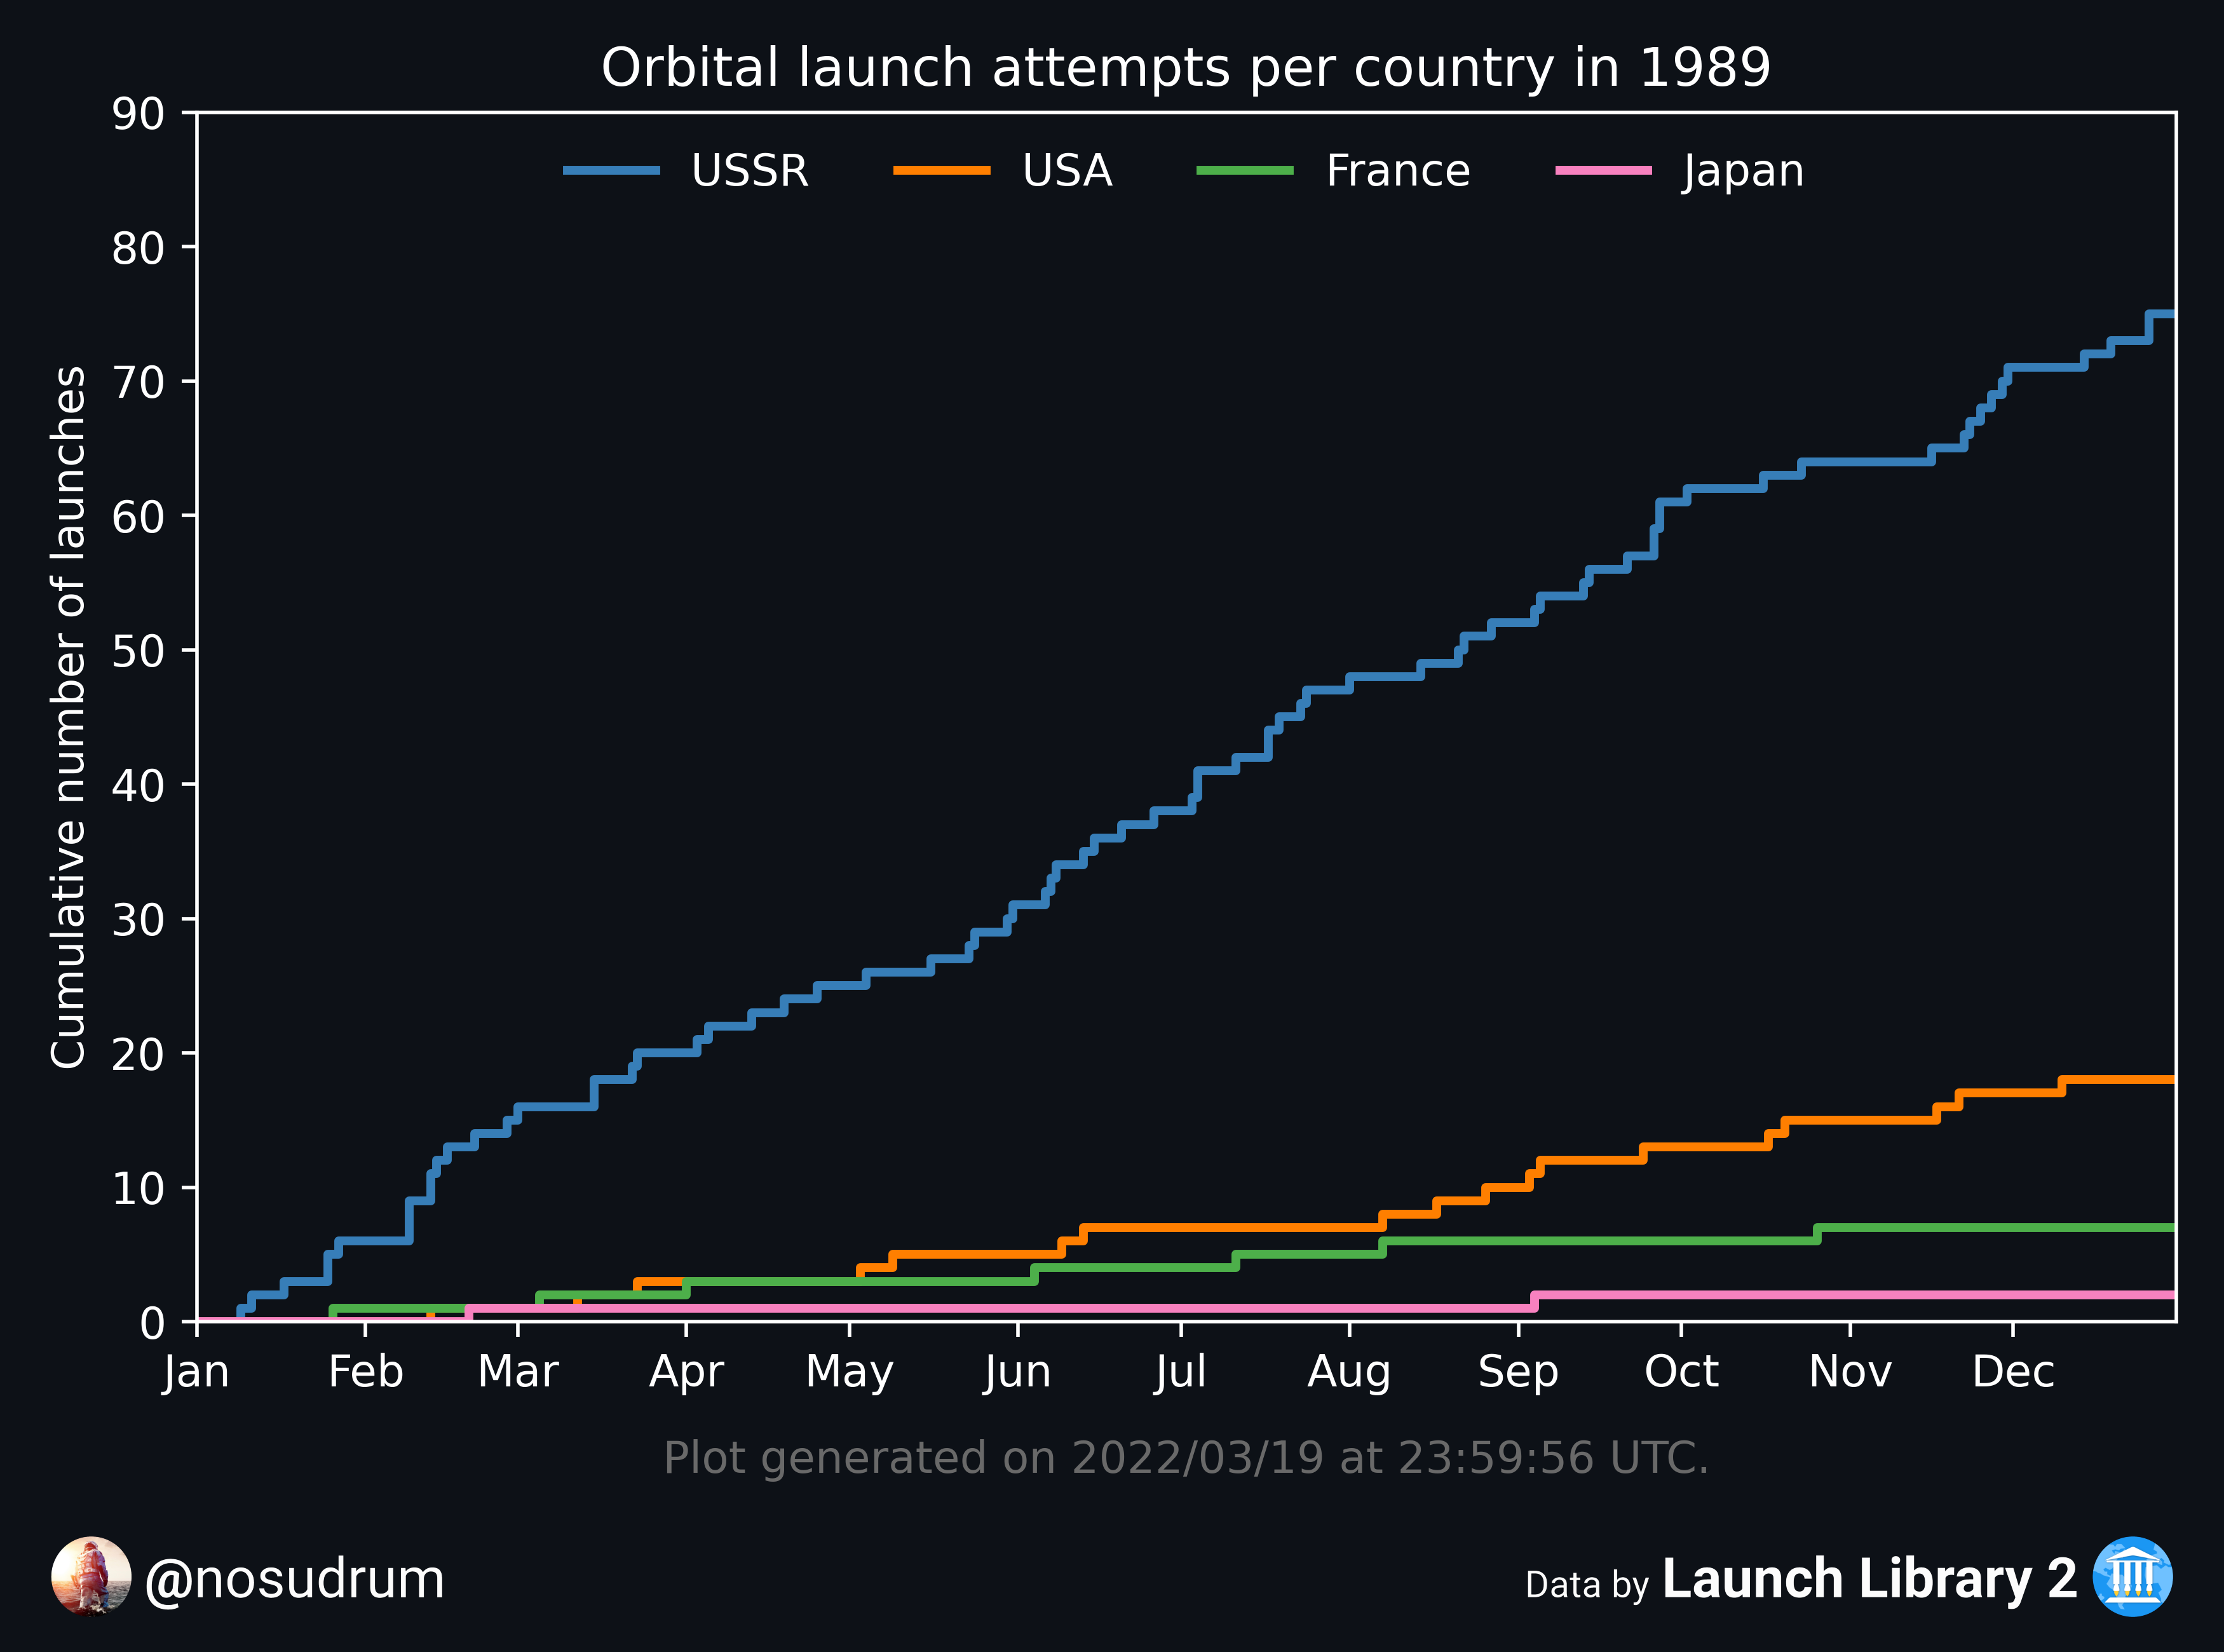 Orbital launch attempts per country in 1989
USSR USA France Japan
Cumulative number of launches
90
80
70
60
50
40
30
20
10
0
Jan Feb Mar Apr May Jun Jul Aug Sep Oct Nov Dec
Plot generated on 2022/03/19 at 23:59:56 UTC.
@nosudrum
Data by Launch Library 2